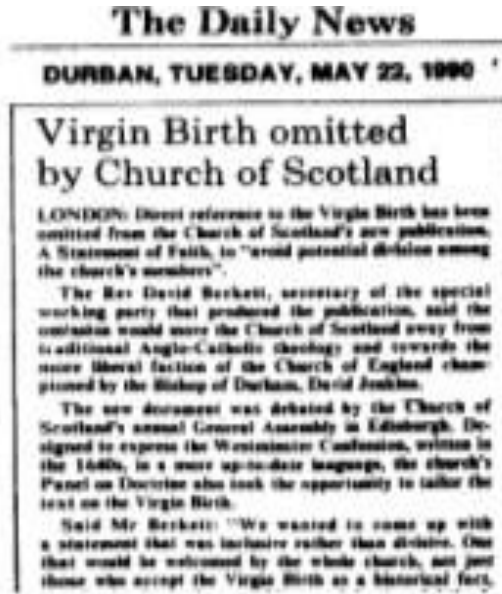 The Daily News
DURBAN, TUESDAY, MAY 22, 1990
Virgin Birth omitted
by Church of Scotland
LONDON: Direct reference to the Virgin Birth has been
omitted from the Church of Scotland's new publication,
A Statement of Faith, to "avoid potential division among
the church's members".
The Rev David Beckett, secretary of the special
working party that produced the publication, said the
omission would move the Church of Scotland away from
traditional Anglo-Catholic theology and towards the
more liberal faction of the Church of England cham-
pioned by the Bishop of Durham, David Jenkins.
The new document was debated by the Church of
Scotland's annual General Assembly in Edinburgh. De-
signed to express the Westminster Confession, written in
the 1640s, in a more up-to-date language, the church's
Panel on Doctrine also took the opportunity to tailor the
text on the Virgin Birth.
Said Mr Beckett: "We wanted to come up with
a statement that was inclusive rather than divisive. One
that would be welcomed by the whole church, not just
those who accept the Virgin Birth as a historical fact.